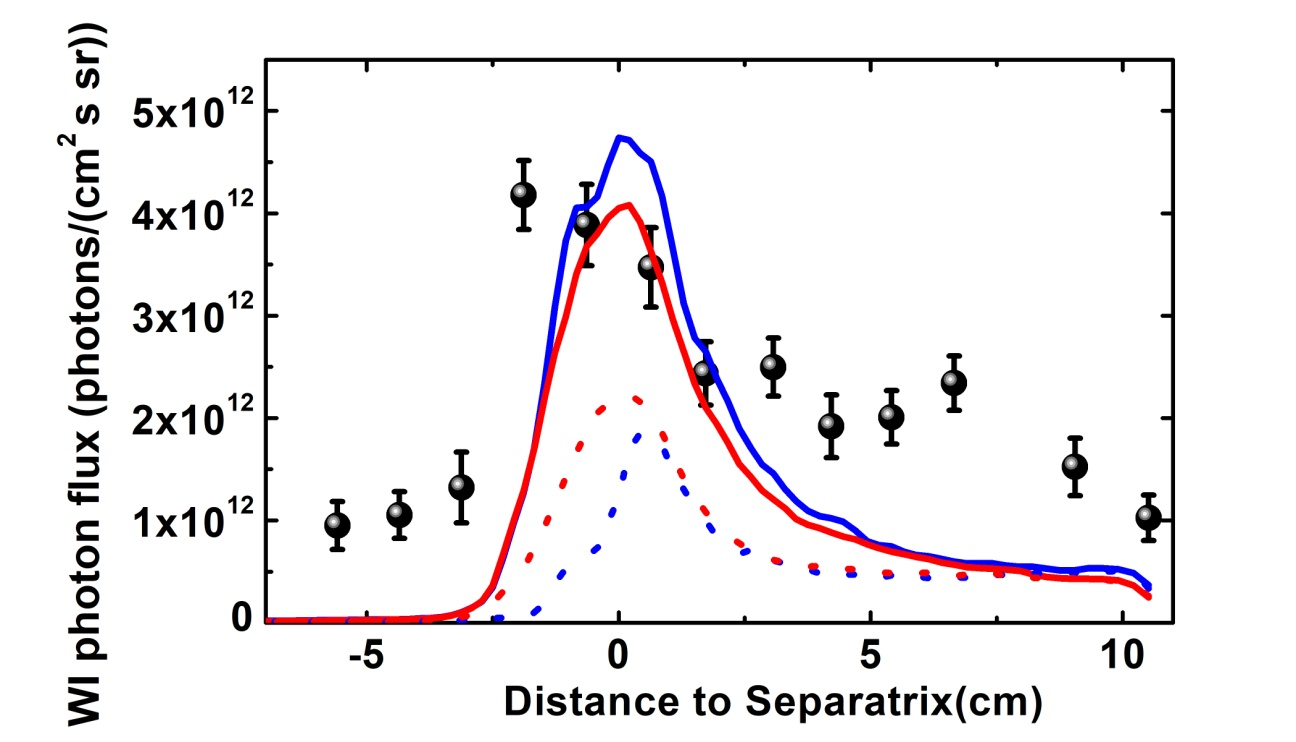 WI photon flux (photons/(cm² s sr))
5x10¹²
4x10¹²
3x10¹²
2x10¹²
1x10¹²
0
-5 0 5 10
Distance to Separatrix(cm)